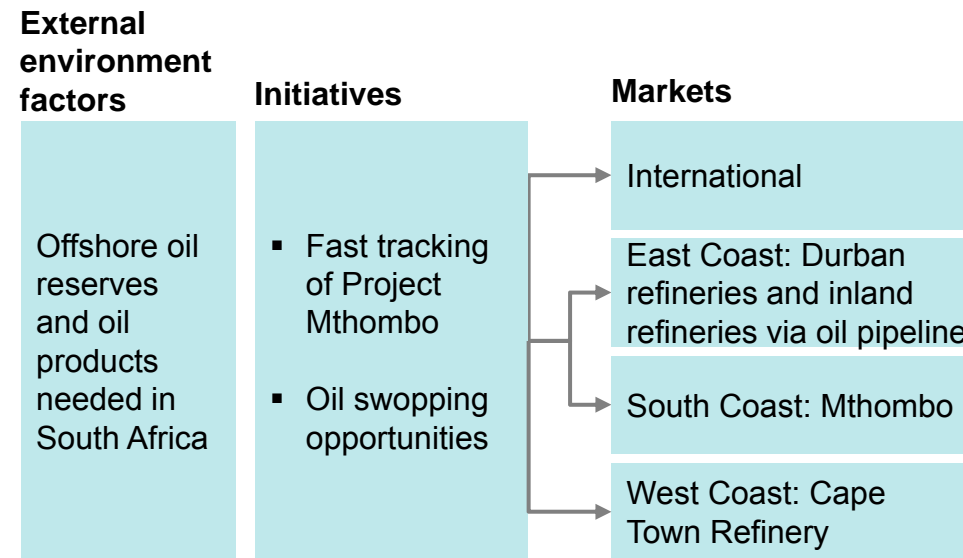 External
environment
factors
Initiatives
Markets
Offshore oil
reserves
and oil
products
needed in
South Africa
▪ Fast tracking
of Project
Mthombo
▪ Oil swopping
opportunities
International
East Coast: Durban
refineries and inland
refineries via oil pipeline
South Coast: Mthombo
West Coast: Cape
Town Refinery